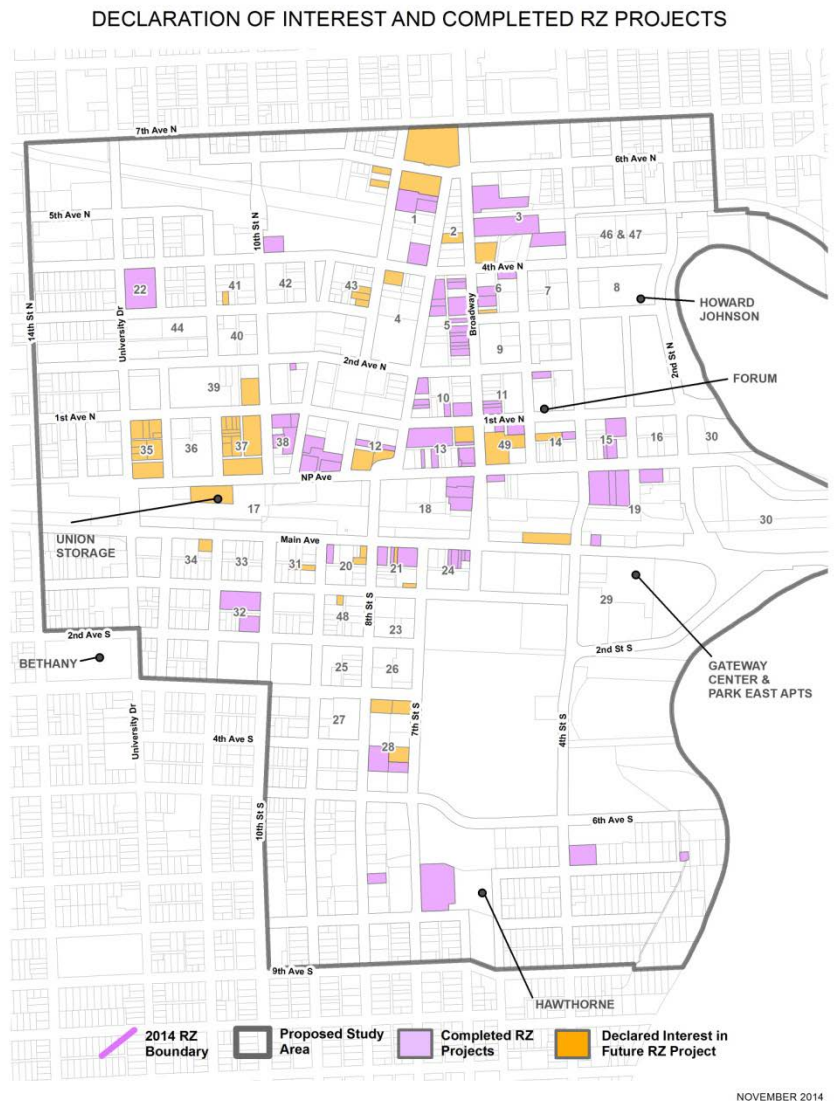 DECLARATION OF INTEREST AND COMPLETED RZ PROJECTS
7th Ave N
6th Ave N
5th Ave N
10th St N
1
2
3
46 & 47
4th Ave N
22
41
42
43
6
7
8
HOWARD
JOHNSON
14th St N
University Dr
44
40
4
5
Broadway
9
2nd St N
2nd Ave N
39
FORUM
10
11
1st Ave N
1st Ave N
35
36
37
38
12
13
49
14
15
16
30
NP Ave
17
18
19
30
UNION
STORAGE
Main Ave
34
33
31
20
21
24
29
32
48
8th St S
23
2nd Ave S
2nd St S
BETHANY
25
26
GATEWAY
CENTER &
PARK EAST APTS
University Dr
4th Ave S
27
28
7th St S
4th St S
10th St S
6th Ave S
9th Ave S
HAWTHORNE
2014 RZ
Boundary
Proposed Study
Area
Completed RZ
Projects
Declared Interest in
Future RZ Project
NOVEMBER 2014